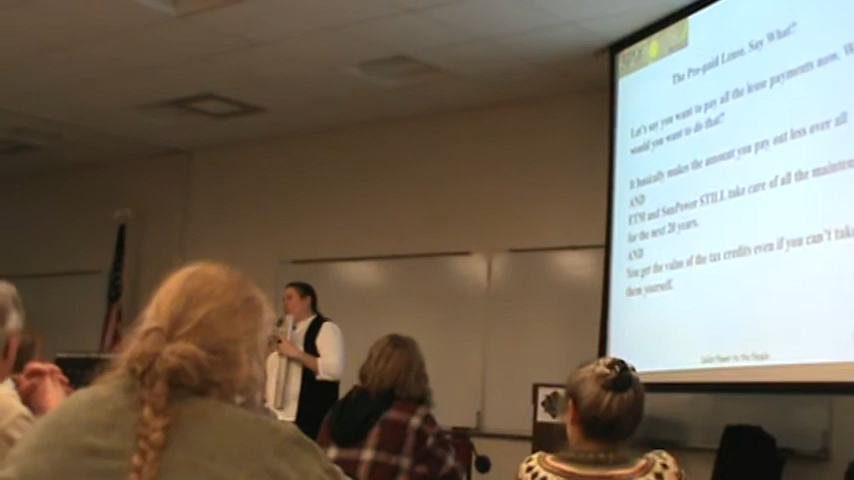 The Pre-paid Lease, Say What?
Let's say you want to pay all the lease payments now. W
would you want to do that?
It basically makes the amount you pay out less over all
AND
ETM and SunPower STILL take care of all the mainten
for the next 20 years.
AND
You get the value of the tax credits even if you can't take
them yourself.
Solar Power to the People